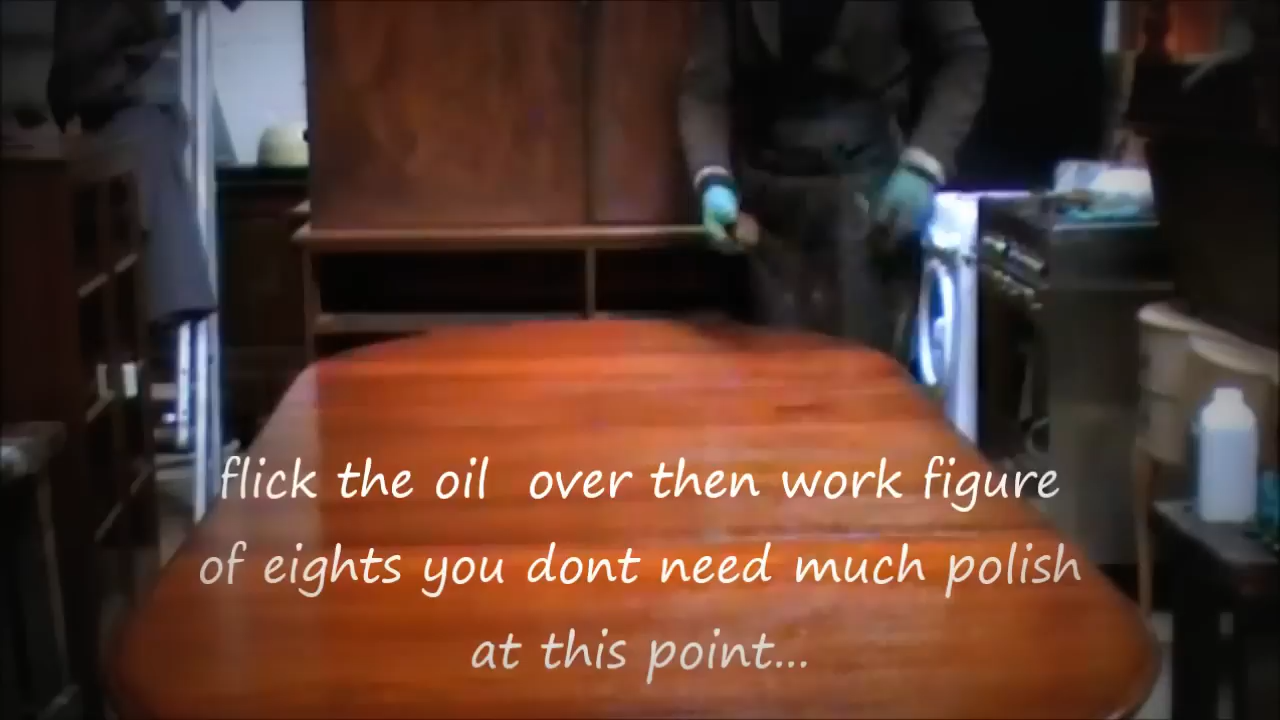 flick the oil  over then work figure
of eights you dont need much polish
at this point...